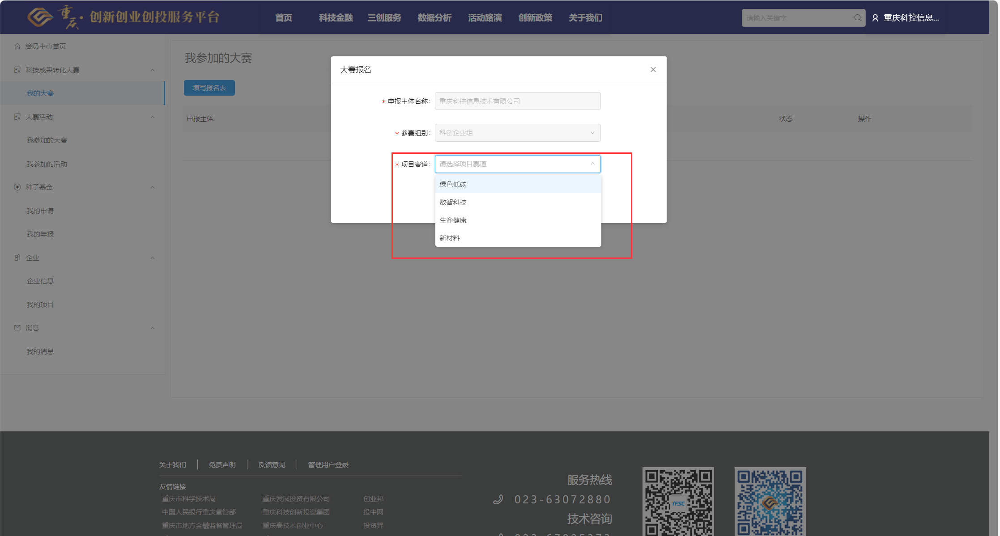 重庆·创新创业创投服务平台
首页 科技金融 三创服务 数据分析 活动路演 创新政策 关于我们
请输入关键字
重庆科控信息...
会员中心首页
科技成果转化大赛
我的大赛
大赛活动
我参加的大赛
我参加的活动
种子基金
我的申请
我的年报
企业
企业信息
我的项目
消息
我的消息
我参加的大赛
填写报名表
申报主体 状态 操作
大赛报名
* 申报主体名称: 重庆科控信息技术有限公司
* 参赛组别: 科创企业组
* 项目赛道: 请选择项目赛道
绿色低碳
数智科技
生命健康
新材料
关于我们 免责声明 反馈意见 管理用户登录
友情链接
重庆市科学技术局 重庆发展投资有限公司 创业邦
中国人民银行重庆营管部 重庆科技创新投资集团 投中网
重庆市地方金融监督管理局 重庆高技术创业中心 投资界
服务热线
023-63072880
技术咨询
TFSC